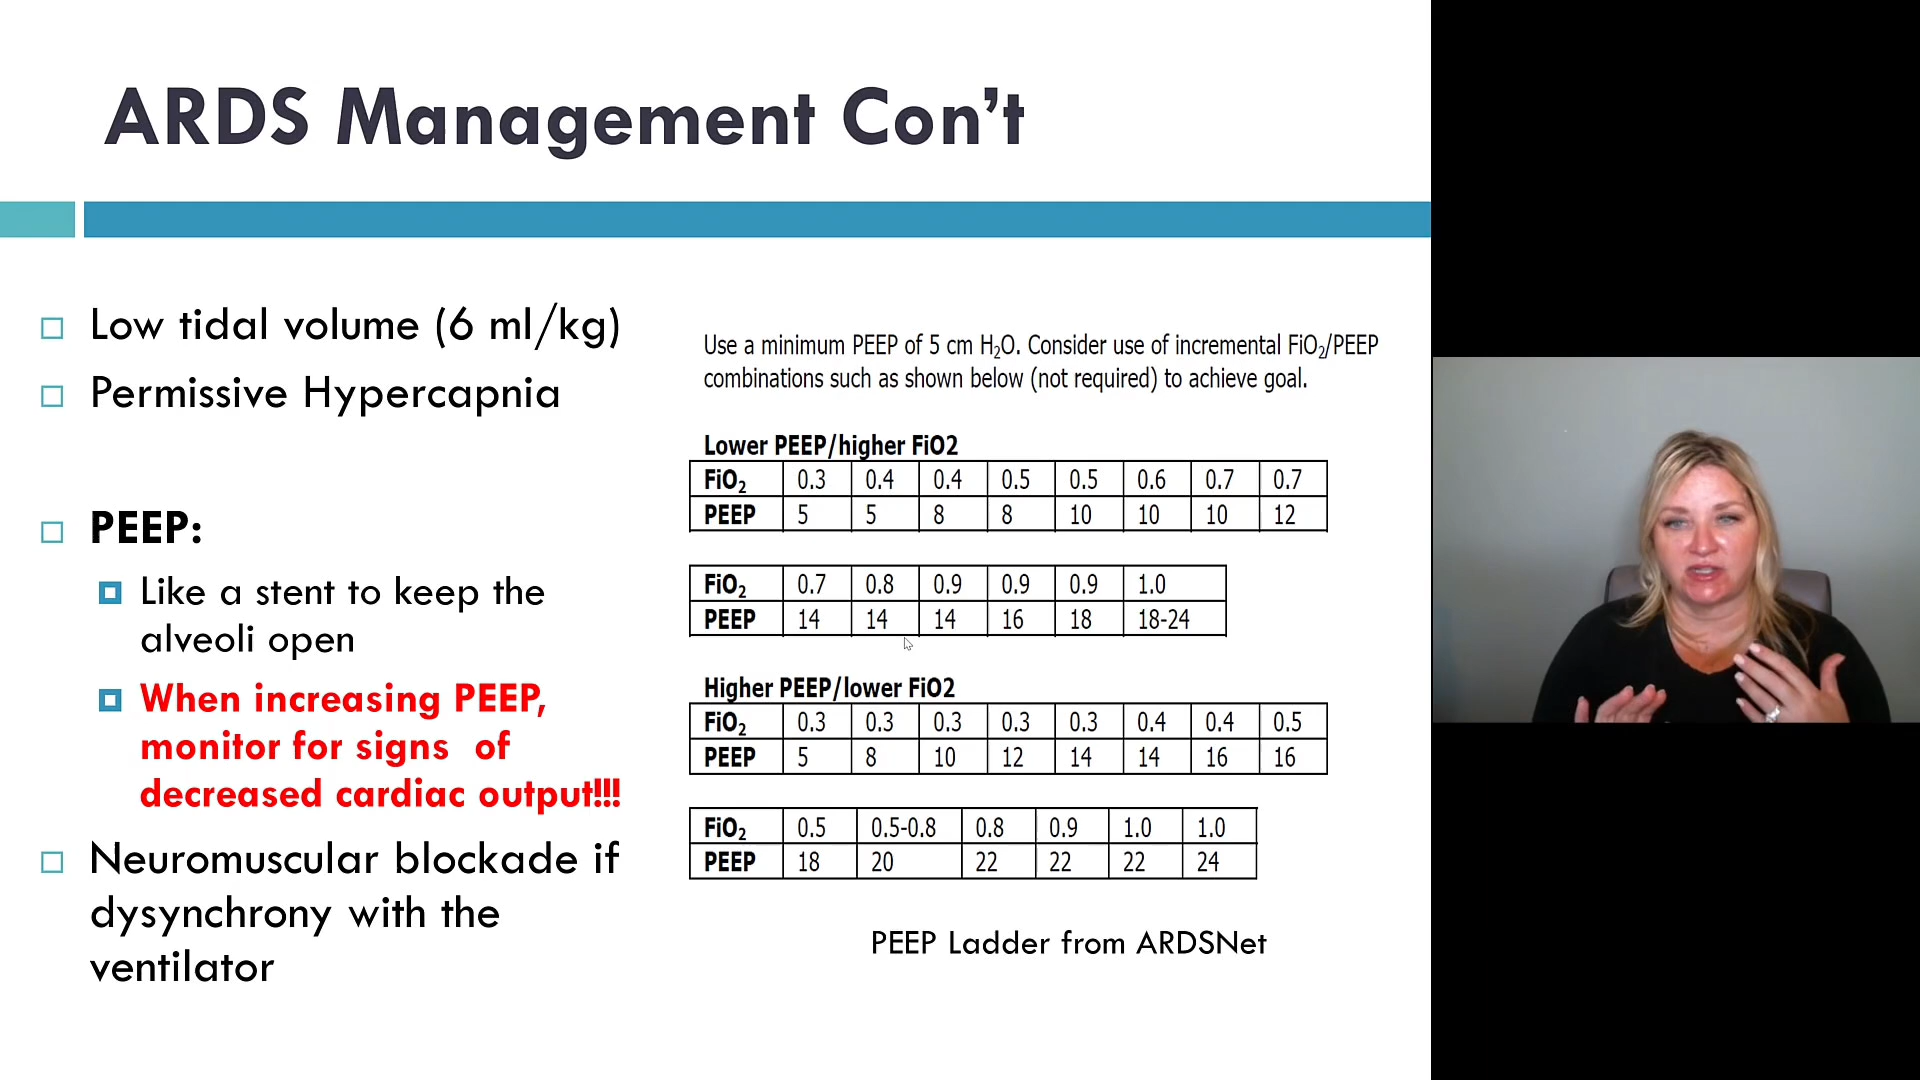 ARDS Management Con’t
Low tidal volume (6 ml/kg)
Permissive Hypercapnia
PEEP:
Like a stent to keep the
alveoli open
When increasing PEEP,
monitor for signs of
decreased cardiac output!!!
Neuromuscular blockade if
dysynchrony with the
ventilator
Use a minimum PEEP of 5 cm H₂O. Consider use of incremental FiO₂/PEEP
combinations such as shown below (not required) to achieve goal.
Lower PEEP/higher FiO2
FiO₂ 0.3 0.4 0.4 0.5 0.5 0.6 0.7 0.7
PEEP 5 5 8 8 10 10 10 12
FiO₂ 0.7 0.8 0.9 0.9 0.9 1.0
PEEP 14 14 14 16 18 18-24
Higher PEEP/lower FiO2
FiO₂ 0.3 0.3 0.3 0.3 0.3 0.4 0.4 0.5
PEEP 5 8 10 12 14 14 16 16
FiO₂ 0.5 0.5-0.8 0.8 0.9 1.0 1.0
PEEP 18 20 22 22 22 24
PEEP Ladder from ARDSNet